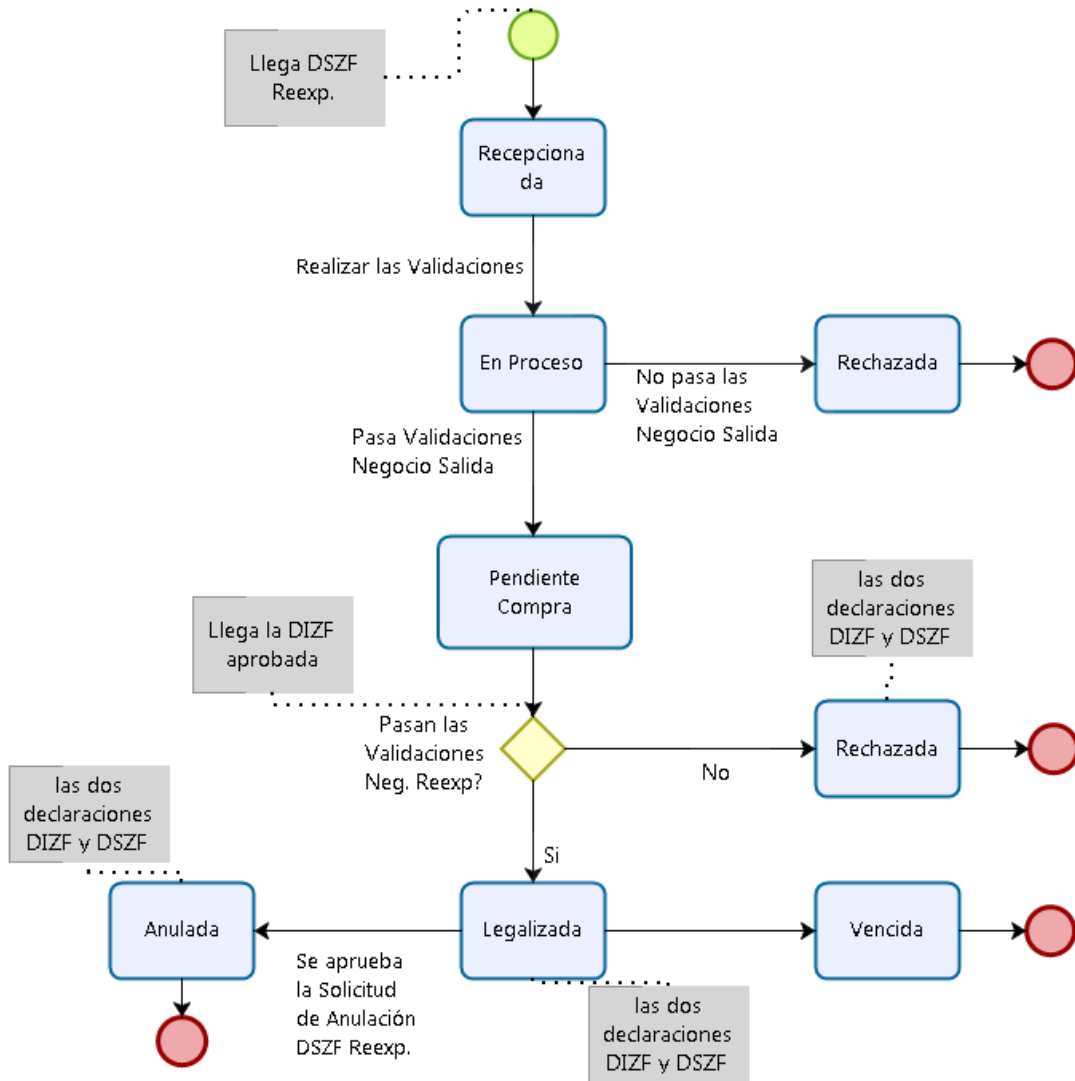 Llega DSZF
Reexp.
Recepciona
da
Realizar las Validaciones
En Proceso
Rechazada
No pasa las
Validaciones
Negocio Salida
Pasa Validaciones
Negocio Salida
Pendiente
Compra
las dos
declaraciones
DIZF y DSZF
Llega la DIZF
aprobada
Pasan las
Validaciones
Neg. Reexp?
Rechazada
No
las dos
declaraciones
DIZF y DSZF
Si
Anulada
Legalizada
Vencida
Se aprueba
la Solicitud
de Anulación
DSZF Reexp.
las dos
declaraciones
DIZF y DSZF